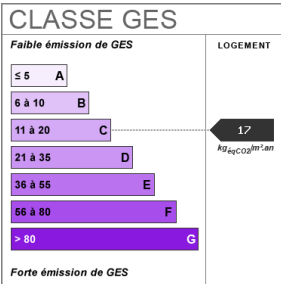 CLASSE GES
Faible émission de GES
LOGEMENT
≤ 5 A
6 à 10 B
11 à 20 C
17
kgéqCO2/m².an
21 à 35 D
36 à 55 E
56 à 80 F
> 80 G
Forte émission de GES